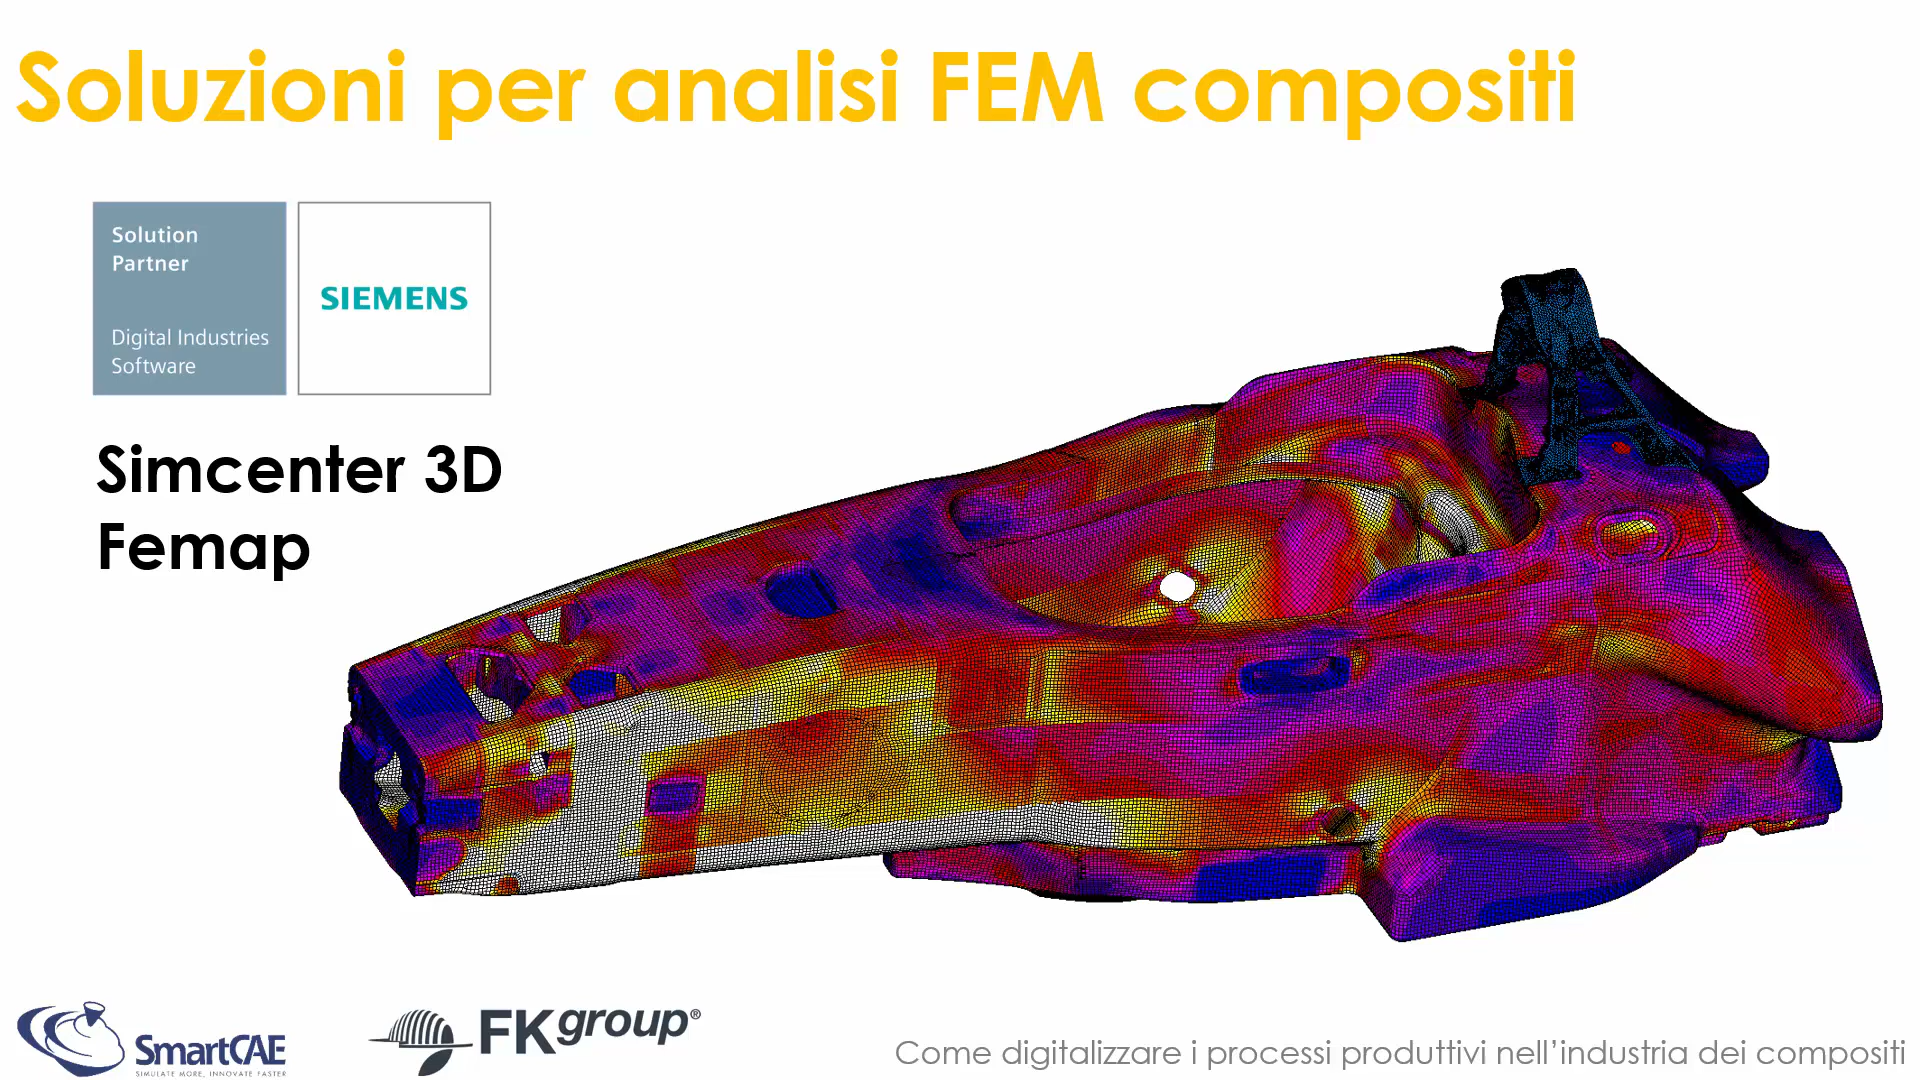 Soluzioni per analisi FEM compositi
Solution
Partner
Digital Industries
Software
SIEMENS
Simcenter 3D
Femap
SmartCAE
SIMULATE MORE, INNOVATE FASTER
FKgroup®
Come digitalizzare i processi produttivi nell'industria dei compositi